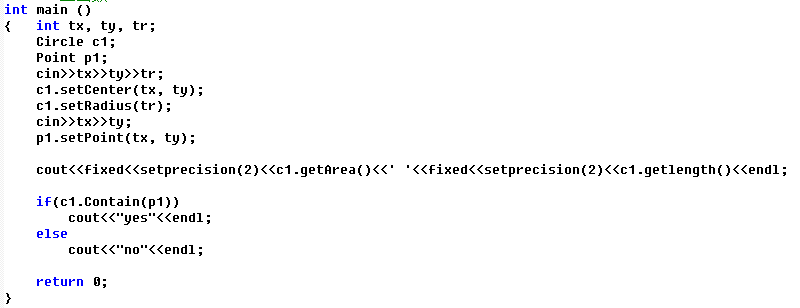 int main ()
{   int tx, ty, tr;
    Circle c1;
    Point p1;
    cin>>tx>>ty>>tr;
    c1.setCenter(tx, ty);
    c1.setRadius(tr);
    cin>>tx>>ty;
    p1.setPoint(tx, ty);

    cout<<fixed<<setprecision(2)<<c1.getArea()<<' '<<fixed<<setprecision(2)<<c1.getlength()<<endl;

    if(c1.Contain(p1))
        cout<<"yes"<<endl;
    else
        cout<<"no"<<endl;

    return 0;
}